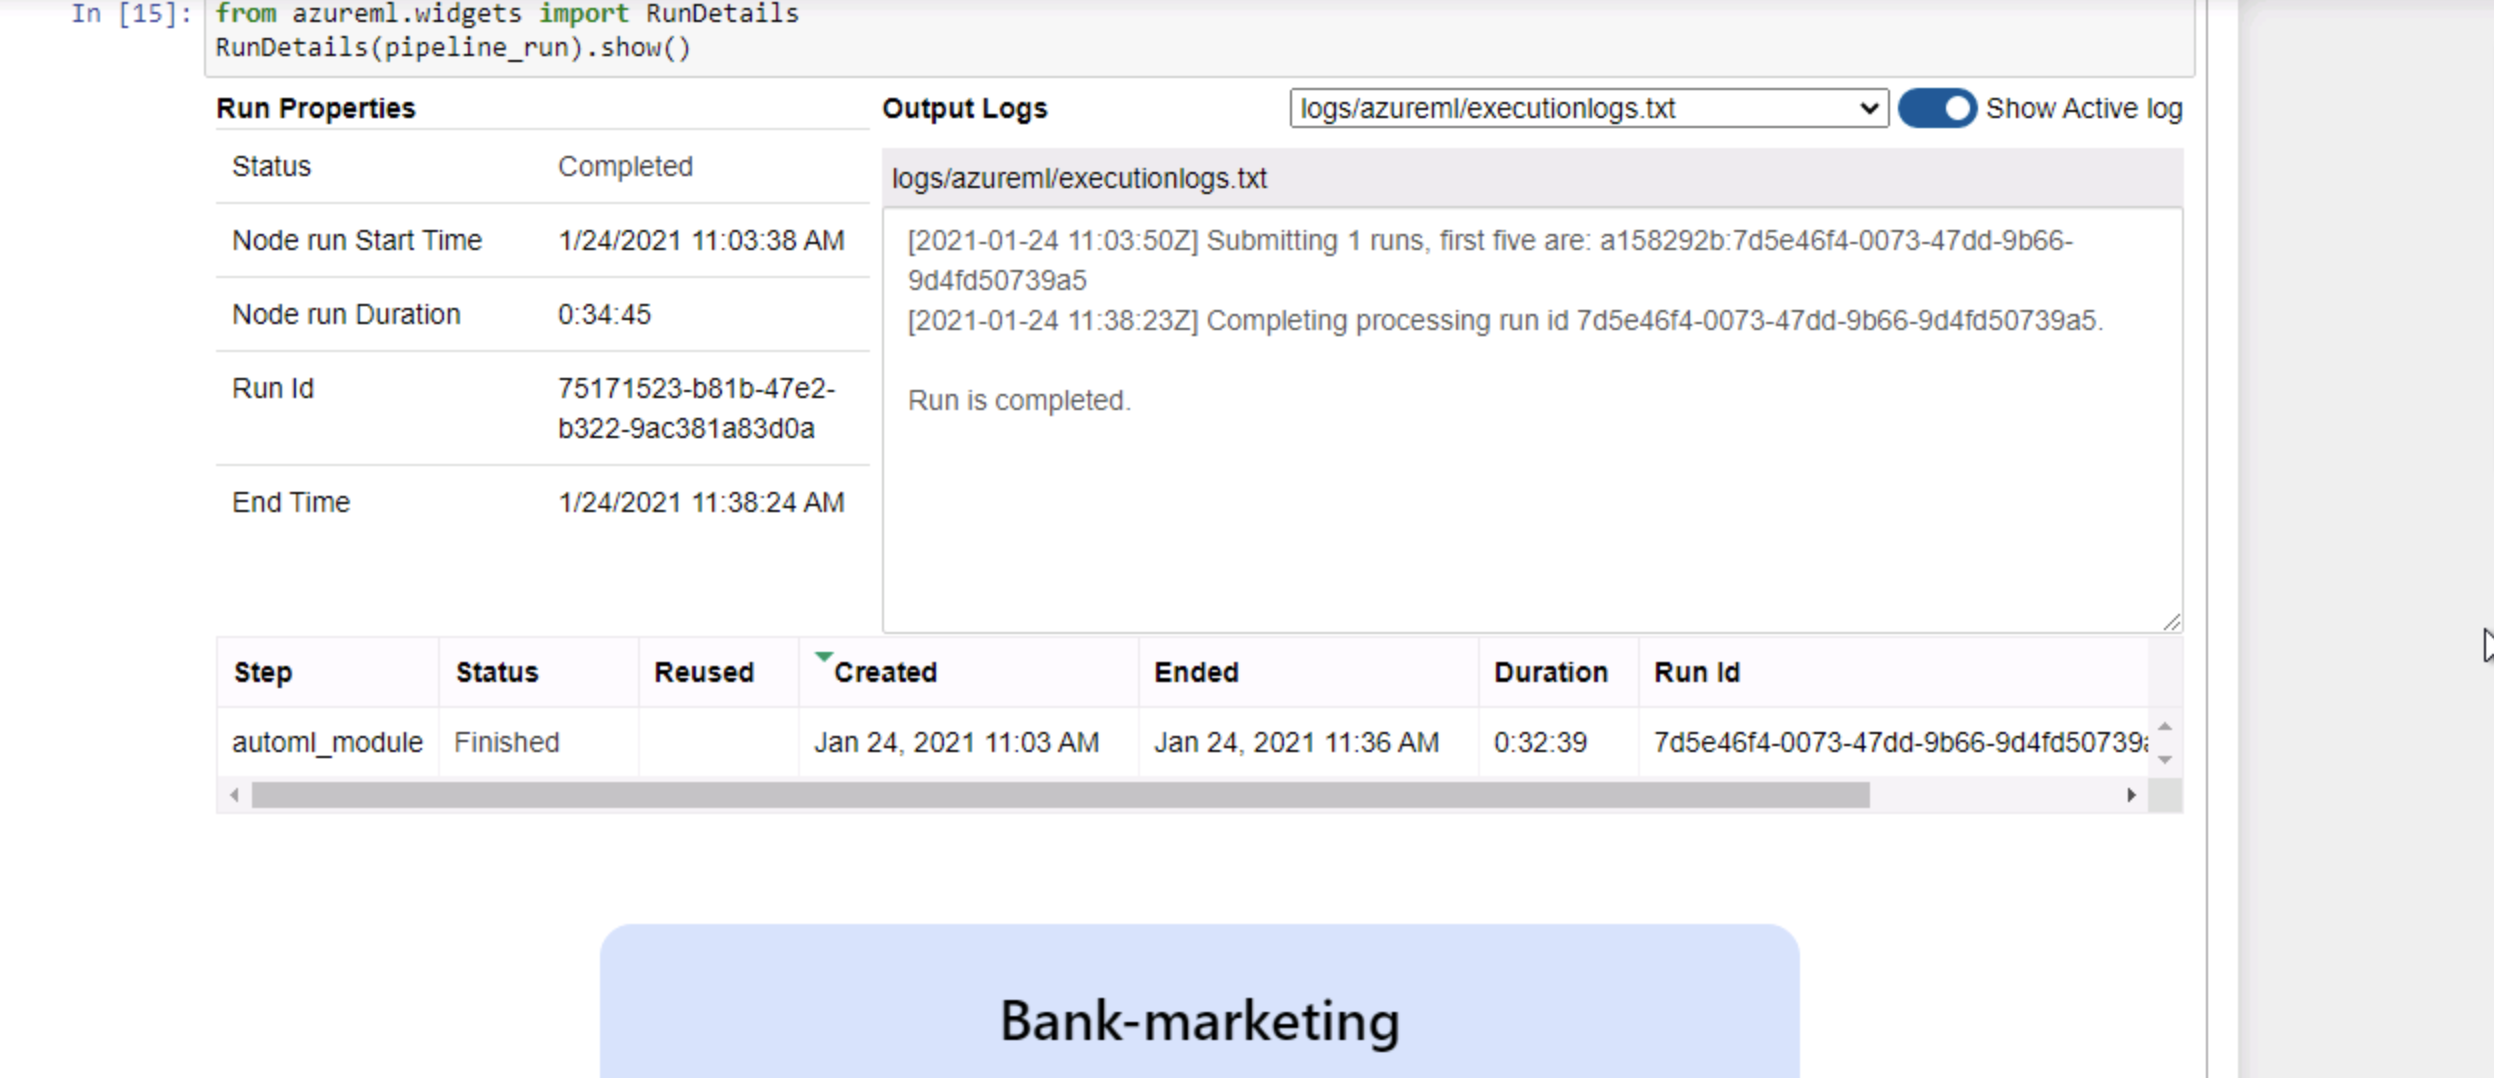 In [15]: from azureml.widgets import RunDetails
RunDetails(pipeline_run).show()
Run Properties
Status Completed
Node run Start Time 1/24/2021 11:03:38 AM
Node run Duration 0:34:45
Run Id 75171523-b81b-47e2-
b322-9ac381a83d0a
End Time 1/24/2021 11:38:24 AM
Output Logs logs/azureml/executionlogs.txt Show Active log
logs/azureml/executionlogs.txt
[2021-01-24 11:03:50Z] Submitting 1 runs, first five are: a158292b:7d5e46f4-0073-47dd-9b66-
9d4fd50739a5
[2021-01-24 11:38:23Z] Completing processing run id 7d5e46f4-0073-47dd-9b66-9d4fd50739a5.
Run is completed.
Step Status Reused Created Ended Duration Run Id
automl_module Finished Jan 24, 2021 11:03 AM Jan 24, 2021 11:36 AM 0:32:39 7d5e46f4-0073-47dd-9b66-9d4fd50739a
Bank-marketing